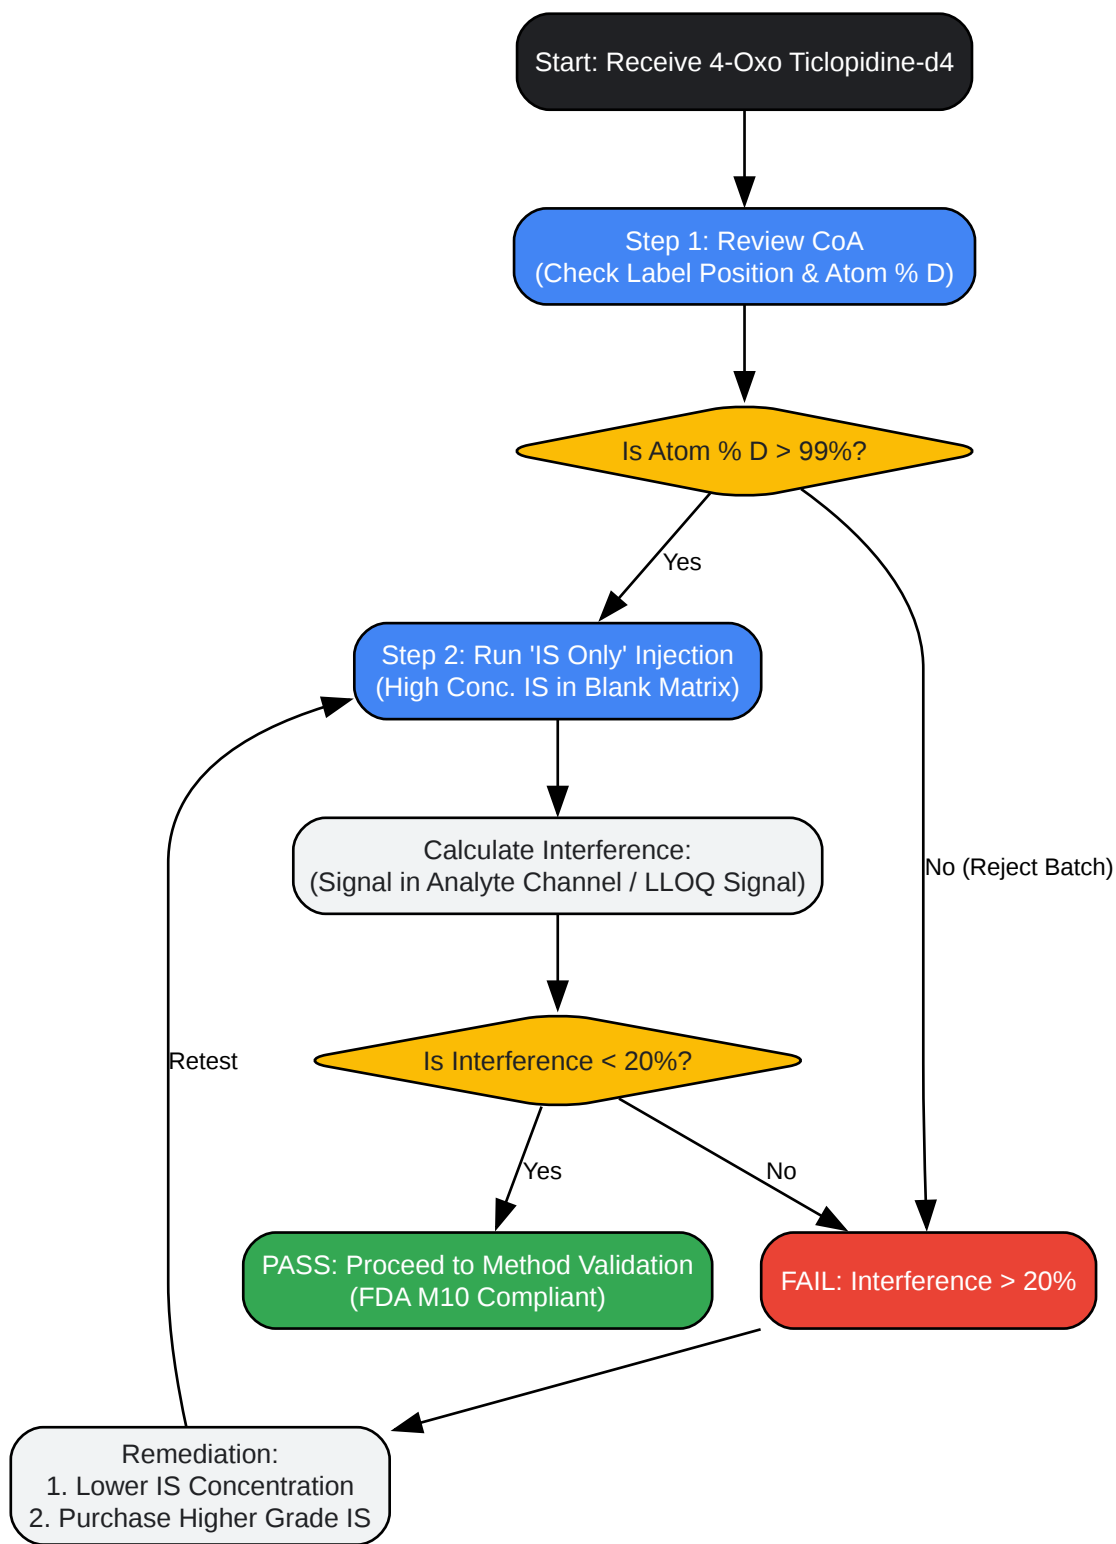 Start: Receive 4-Oxo Ticlopidine-d4
Step 1: Review CoA
(Check Label Position & Atom % D)
Is Atom % D > 99%?
Yes
Step 2: Run 'IS Only' Injection
(High Conc. IS in Blank Matrix)
Calculate Interference:
(Signal in Analyte Channel / LLOQ Signal)
No (Reject Batch)
Is Interference < 20%?
Retest
Yes
No
PASS: Proceed to Method Validation
(FDA M10 Compliant)
FAIL: Interference > 20%
Remediation:
1. Lower IS Concentration
2. Purchase Higher Grade IS